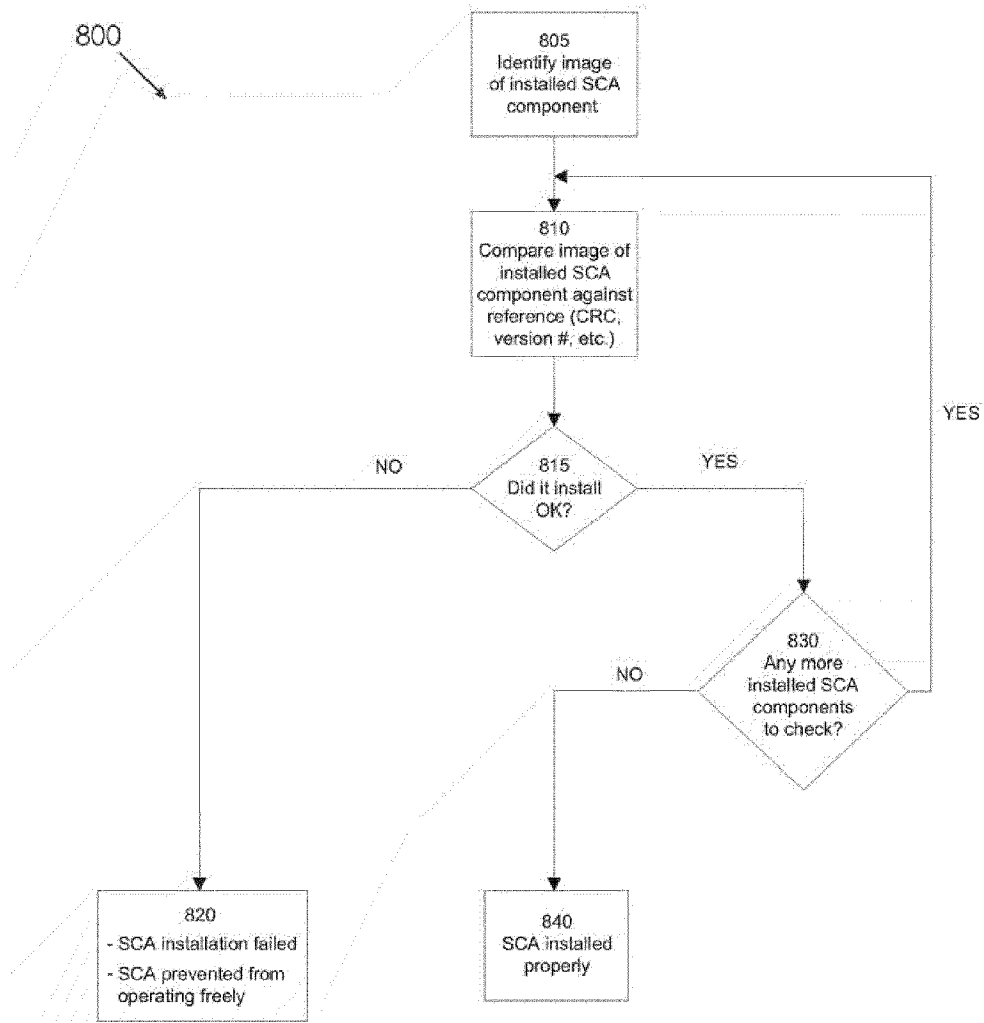 800
805
Identify image
of installed SCA
component
810
Compare image of
installed SCA
component against
reference (CRC,
version #, etc.)
YES
NO
815
Did it install
OK?
YES
830
Any more
installed SCA
components
to check?
NO
820
- SCA installation failed
- SCA prevented from
operating freely
840
SCA installed
properly